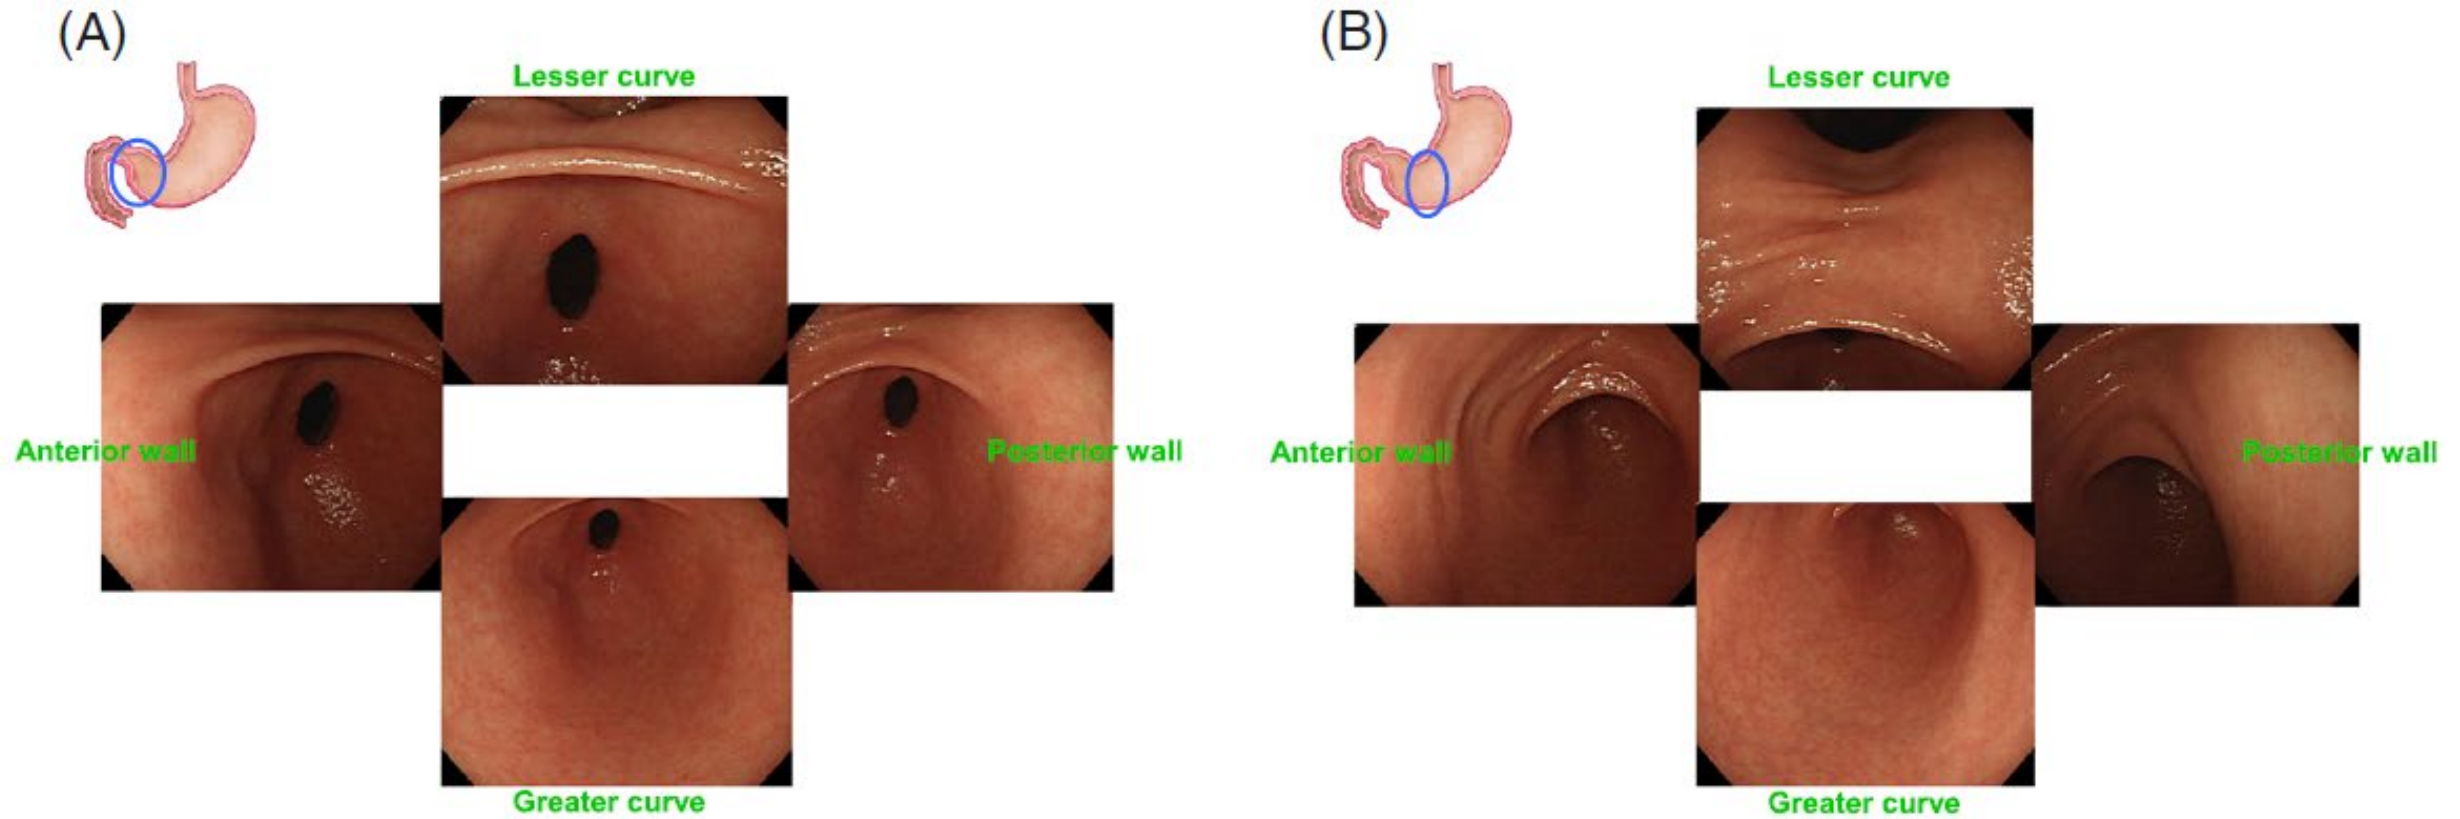 (A)
Lesser curve
Anterior wall
Posterior wall
Greater curve
(B)
Lesser curve
Anterior wall
Posterior wall
Greater curve